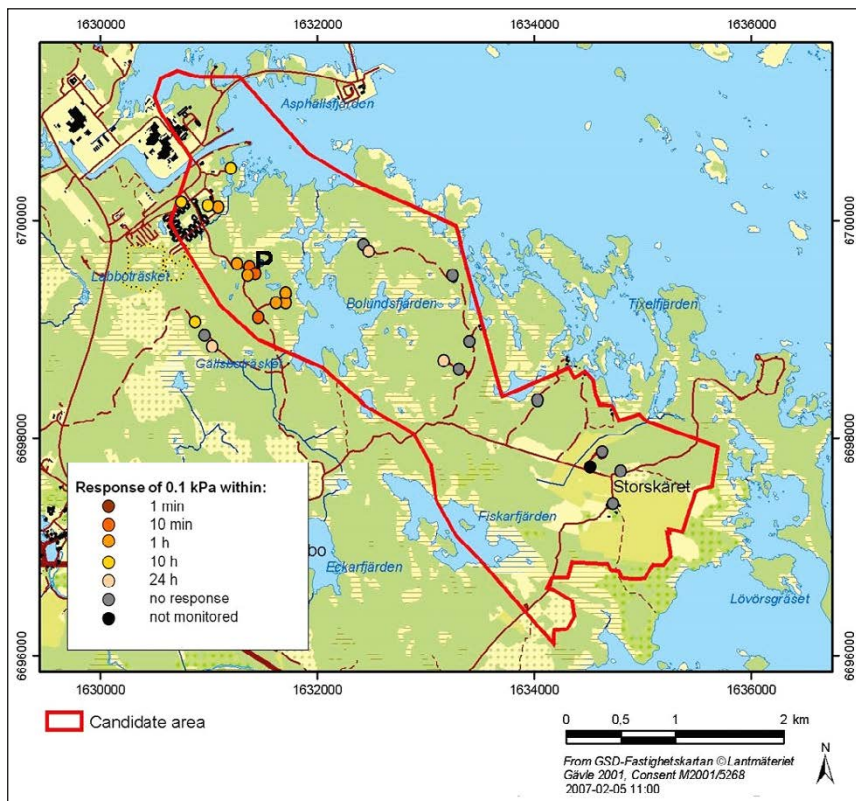 1630000 1632000 1634000 1636000
Asphällsfjärden
6700000 6700000
P
Labboträsket
Bolundsfjärden
Tixelfjärden
Gällsboträsket
6698000 6698000
Response of 0.1 kPa within:
1 min
10 min
1 h
10 h
24 h
no response
not monitored
Storskäret
Fiskarfjärden
bo
Eckarfjärden
Lövörsgräset
6696000 6696000
1630000 1632000 1634000 1636000
Candidate area
0 0,5 1 2 km
From GSD-Fastighetskartan © Lantmäteriet
Gävle 2001, Consent M2001/5268
2007-02-05 11:00
N